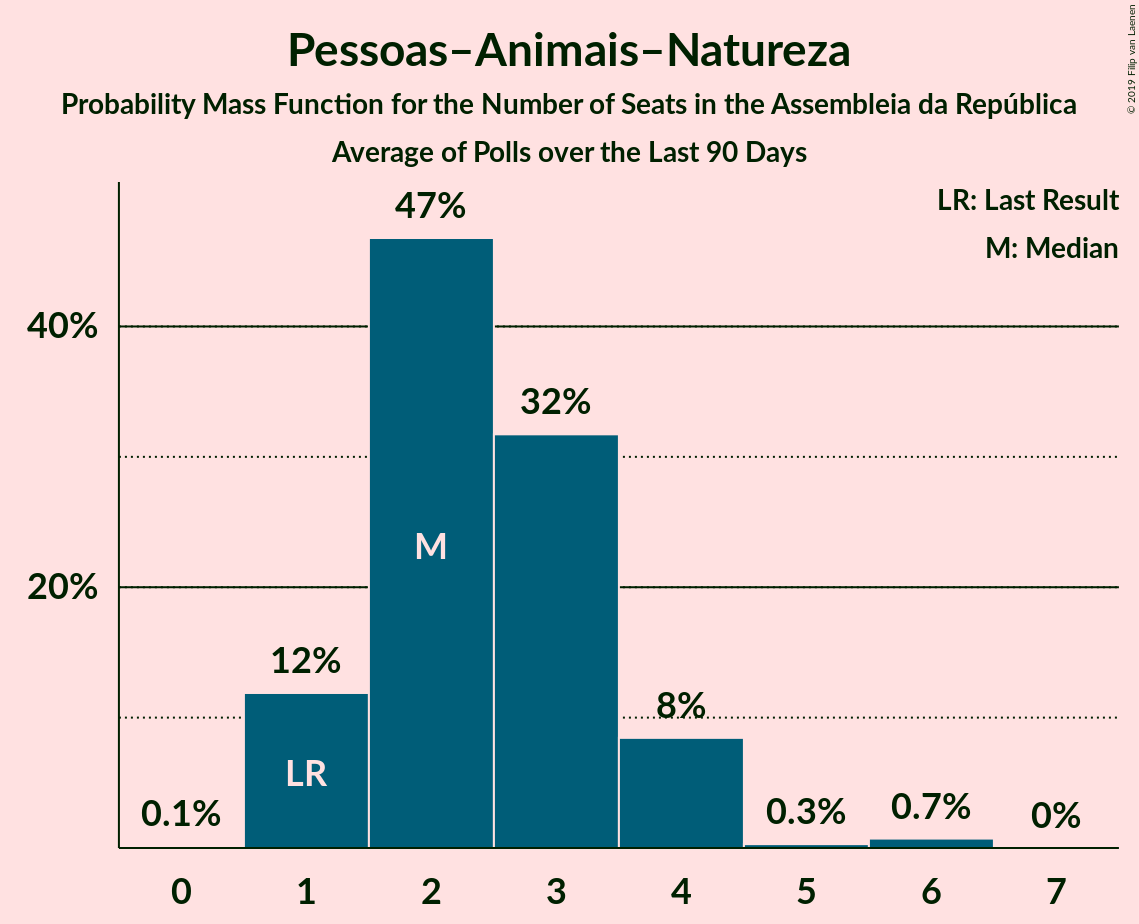 Pessoas–Animais–Natureza
Probability Mass Function for the Number of Seats in the Assembleia da República
Average of Polls over the Last 90 Days
© 2019 Filip van Laenen
LR: Last Result
M: Median
47%
40%
32%
M
20%
12%
8%
LR
0.1%
0.3%
0.7%
0%
0 1 2 3 4 5 6 7